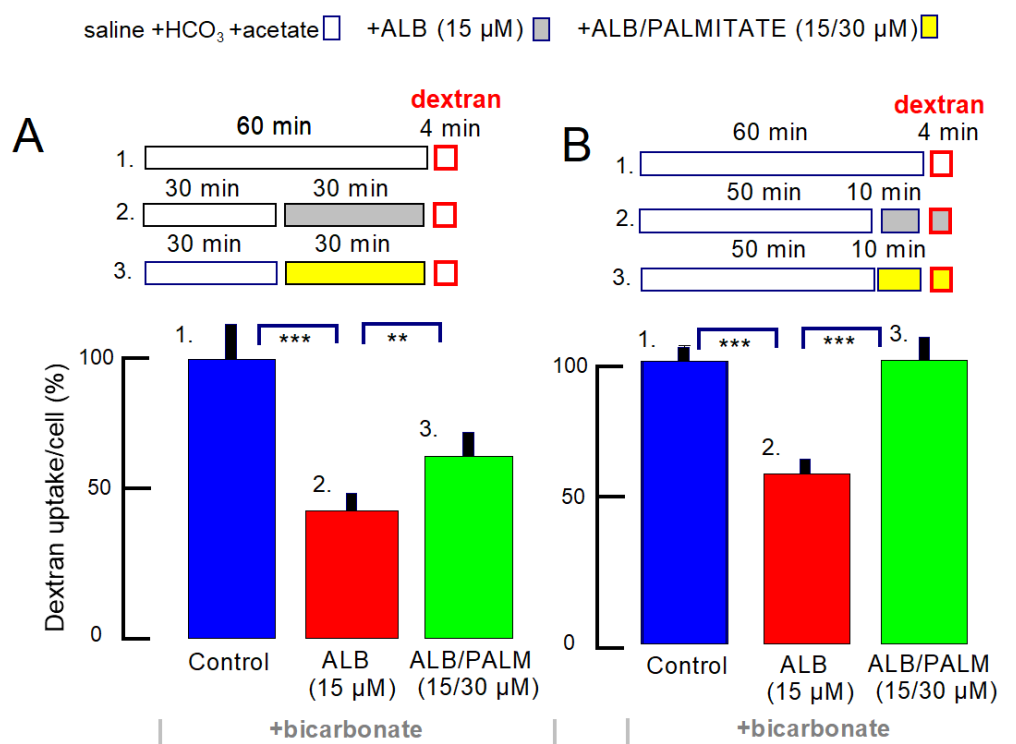 saline +HCO3 +acetate +ALB (15 µM) +ALB/PALMITATE (15/30 µM)
A
dextran
60 min 4 min
1.
30 min 30 min
2.
30 min 30 min
3.
B
dextran
60 min 4 min
1.
50 min 10 min
2.
50 min 10 min
3.
Dextran uptake/cell (%)
100
50
0
1.
***
**
2.
3.
Control
ALB
(15 µM)
ALB/PALM
(15/30 µM)
+bicarbonate
100
50
0
1.
***
***
2.
3.
Control
ALB
(15 µM)
ALB/PALM
(15/30 µM)
+bicarbonate